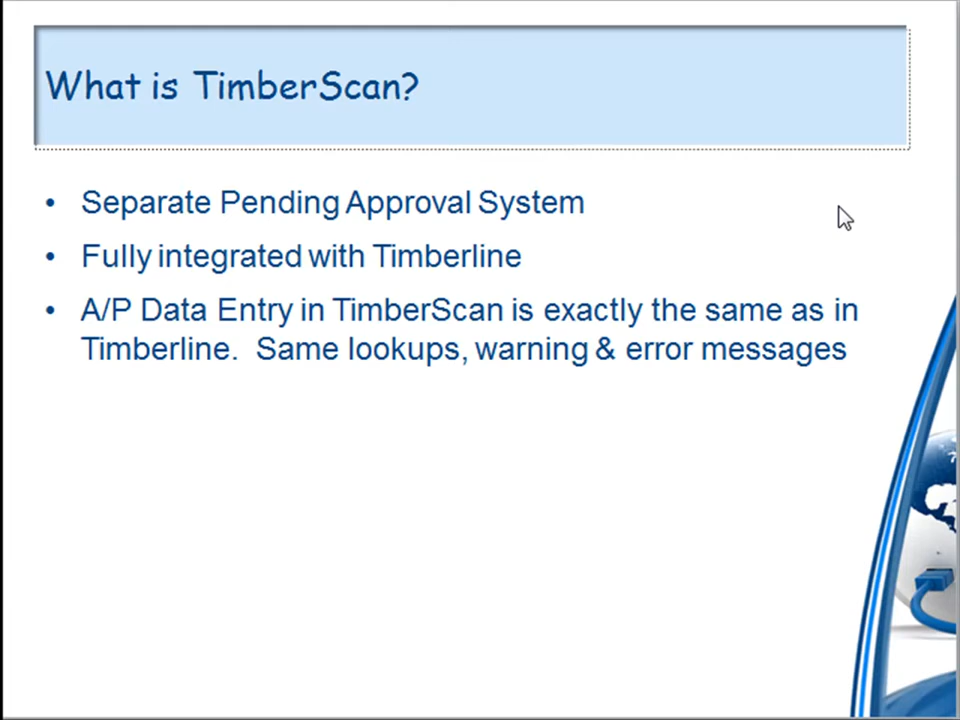 What is TimberScan?
• Separate Pending Approval System
• Fully integrated with Timberline
• A/P Data Entry in TimberScan is exactly the same as in
Timberline.  Same lookups, warning & error messages